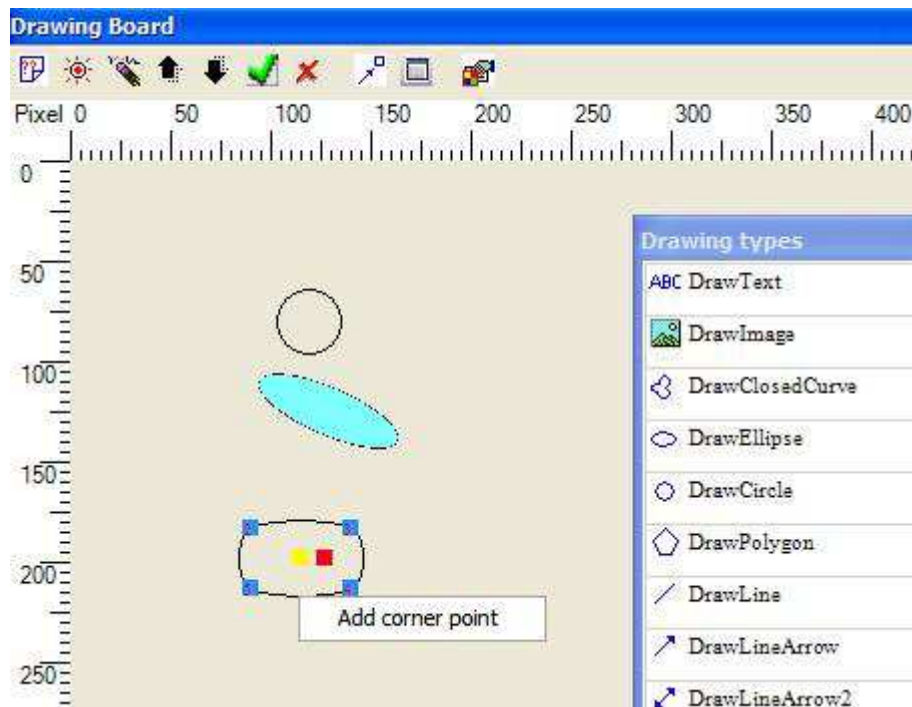 Drawing Board
Pixel 0 50 100 150 200 250 300 350 400
0
50
100
150
200
250
Drawing types
ABC DrawText
DrawImage
DrawClosedCurve
DrawEllipse
DrawCircle
DrawPolygon
DrawLine
DrawLineArrow
DrawLineArrow2
Add corner point